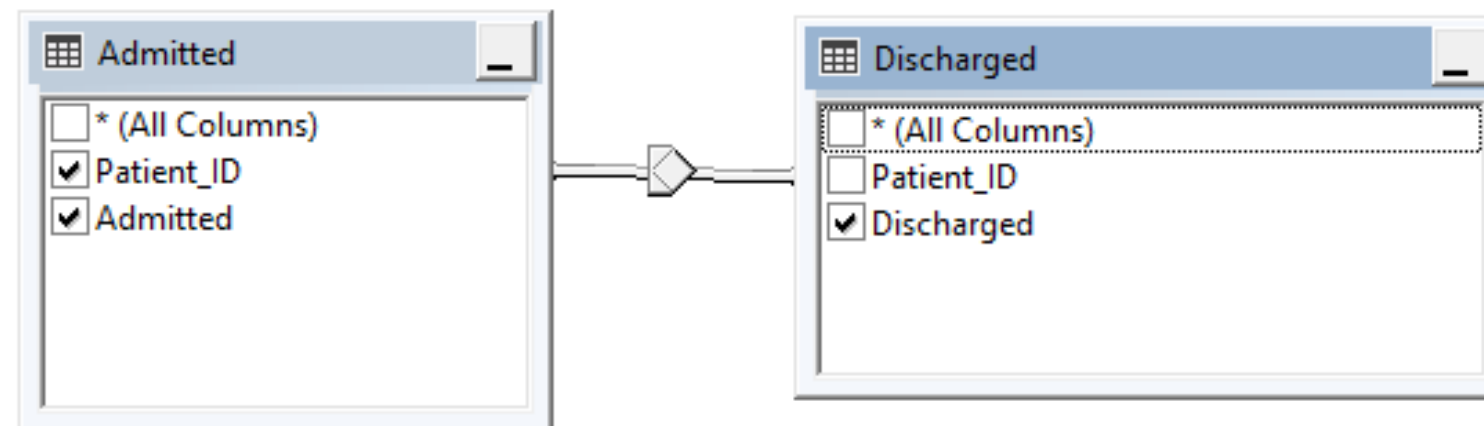 Admitted
* (All Columns)
Patient_ID
Admitted
Discharged
* (All Columns)
Patient_ID
Discharged